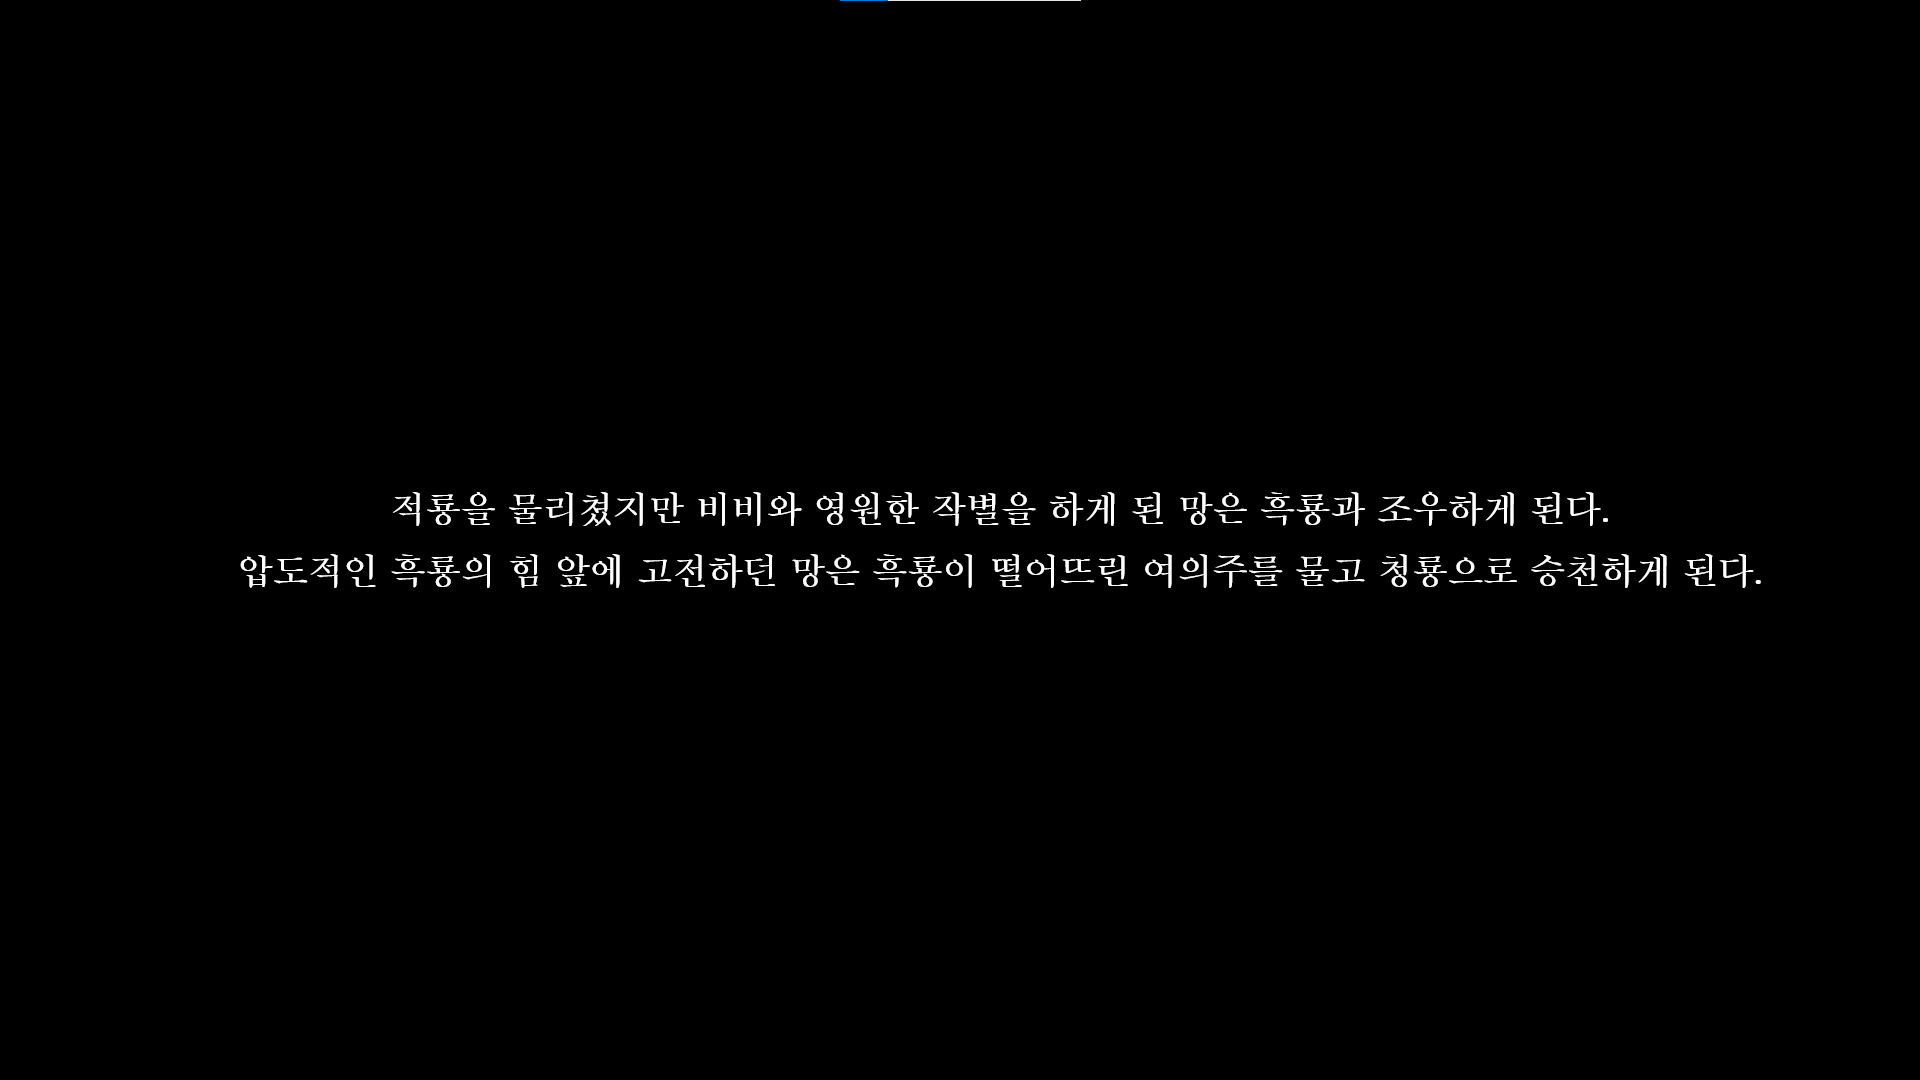 적룡을 물리쳤지만 비비와 영원한 작별을 하게 된 망은 흑룡과 조우하게 된다.
압도적인 흑룡의 힘 앞에 고전하던 망은 흑룡이 떨어뜨린 여의주를 물고 청룡으로 승천하게 된다.